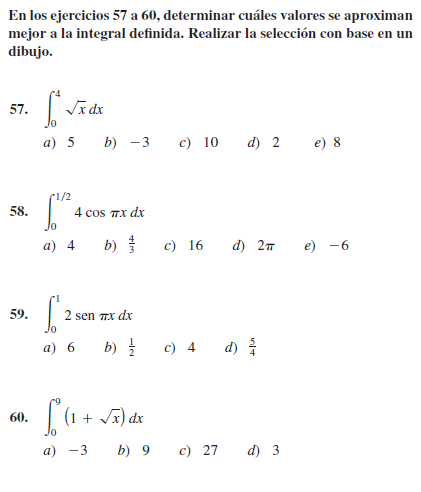 En los ejercicios 57 a 60, determinar cuáles valores se aproximan
mejor a la integral definida. Realizar la selección con base en un
dibujo.
57. ∫₀⁴ √x dx
a) 5 b) −3 c) 10 d) 2 e) 8
58. ∫₀^{1/2} 4 cos πx dx
a) 4 b) 4/3 c) 16 d) 2π e) −6
59. ∫₀¹ 2 sen πx dx
a) 6 b) 1/2 c) 4 d) 5/4
60. ∫₀⁹ (1 + √x) dx
a) −3 b) 9 c) 27 d) 3